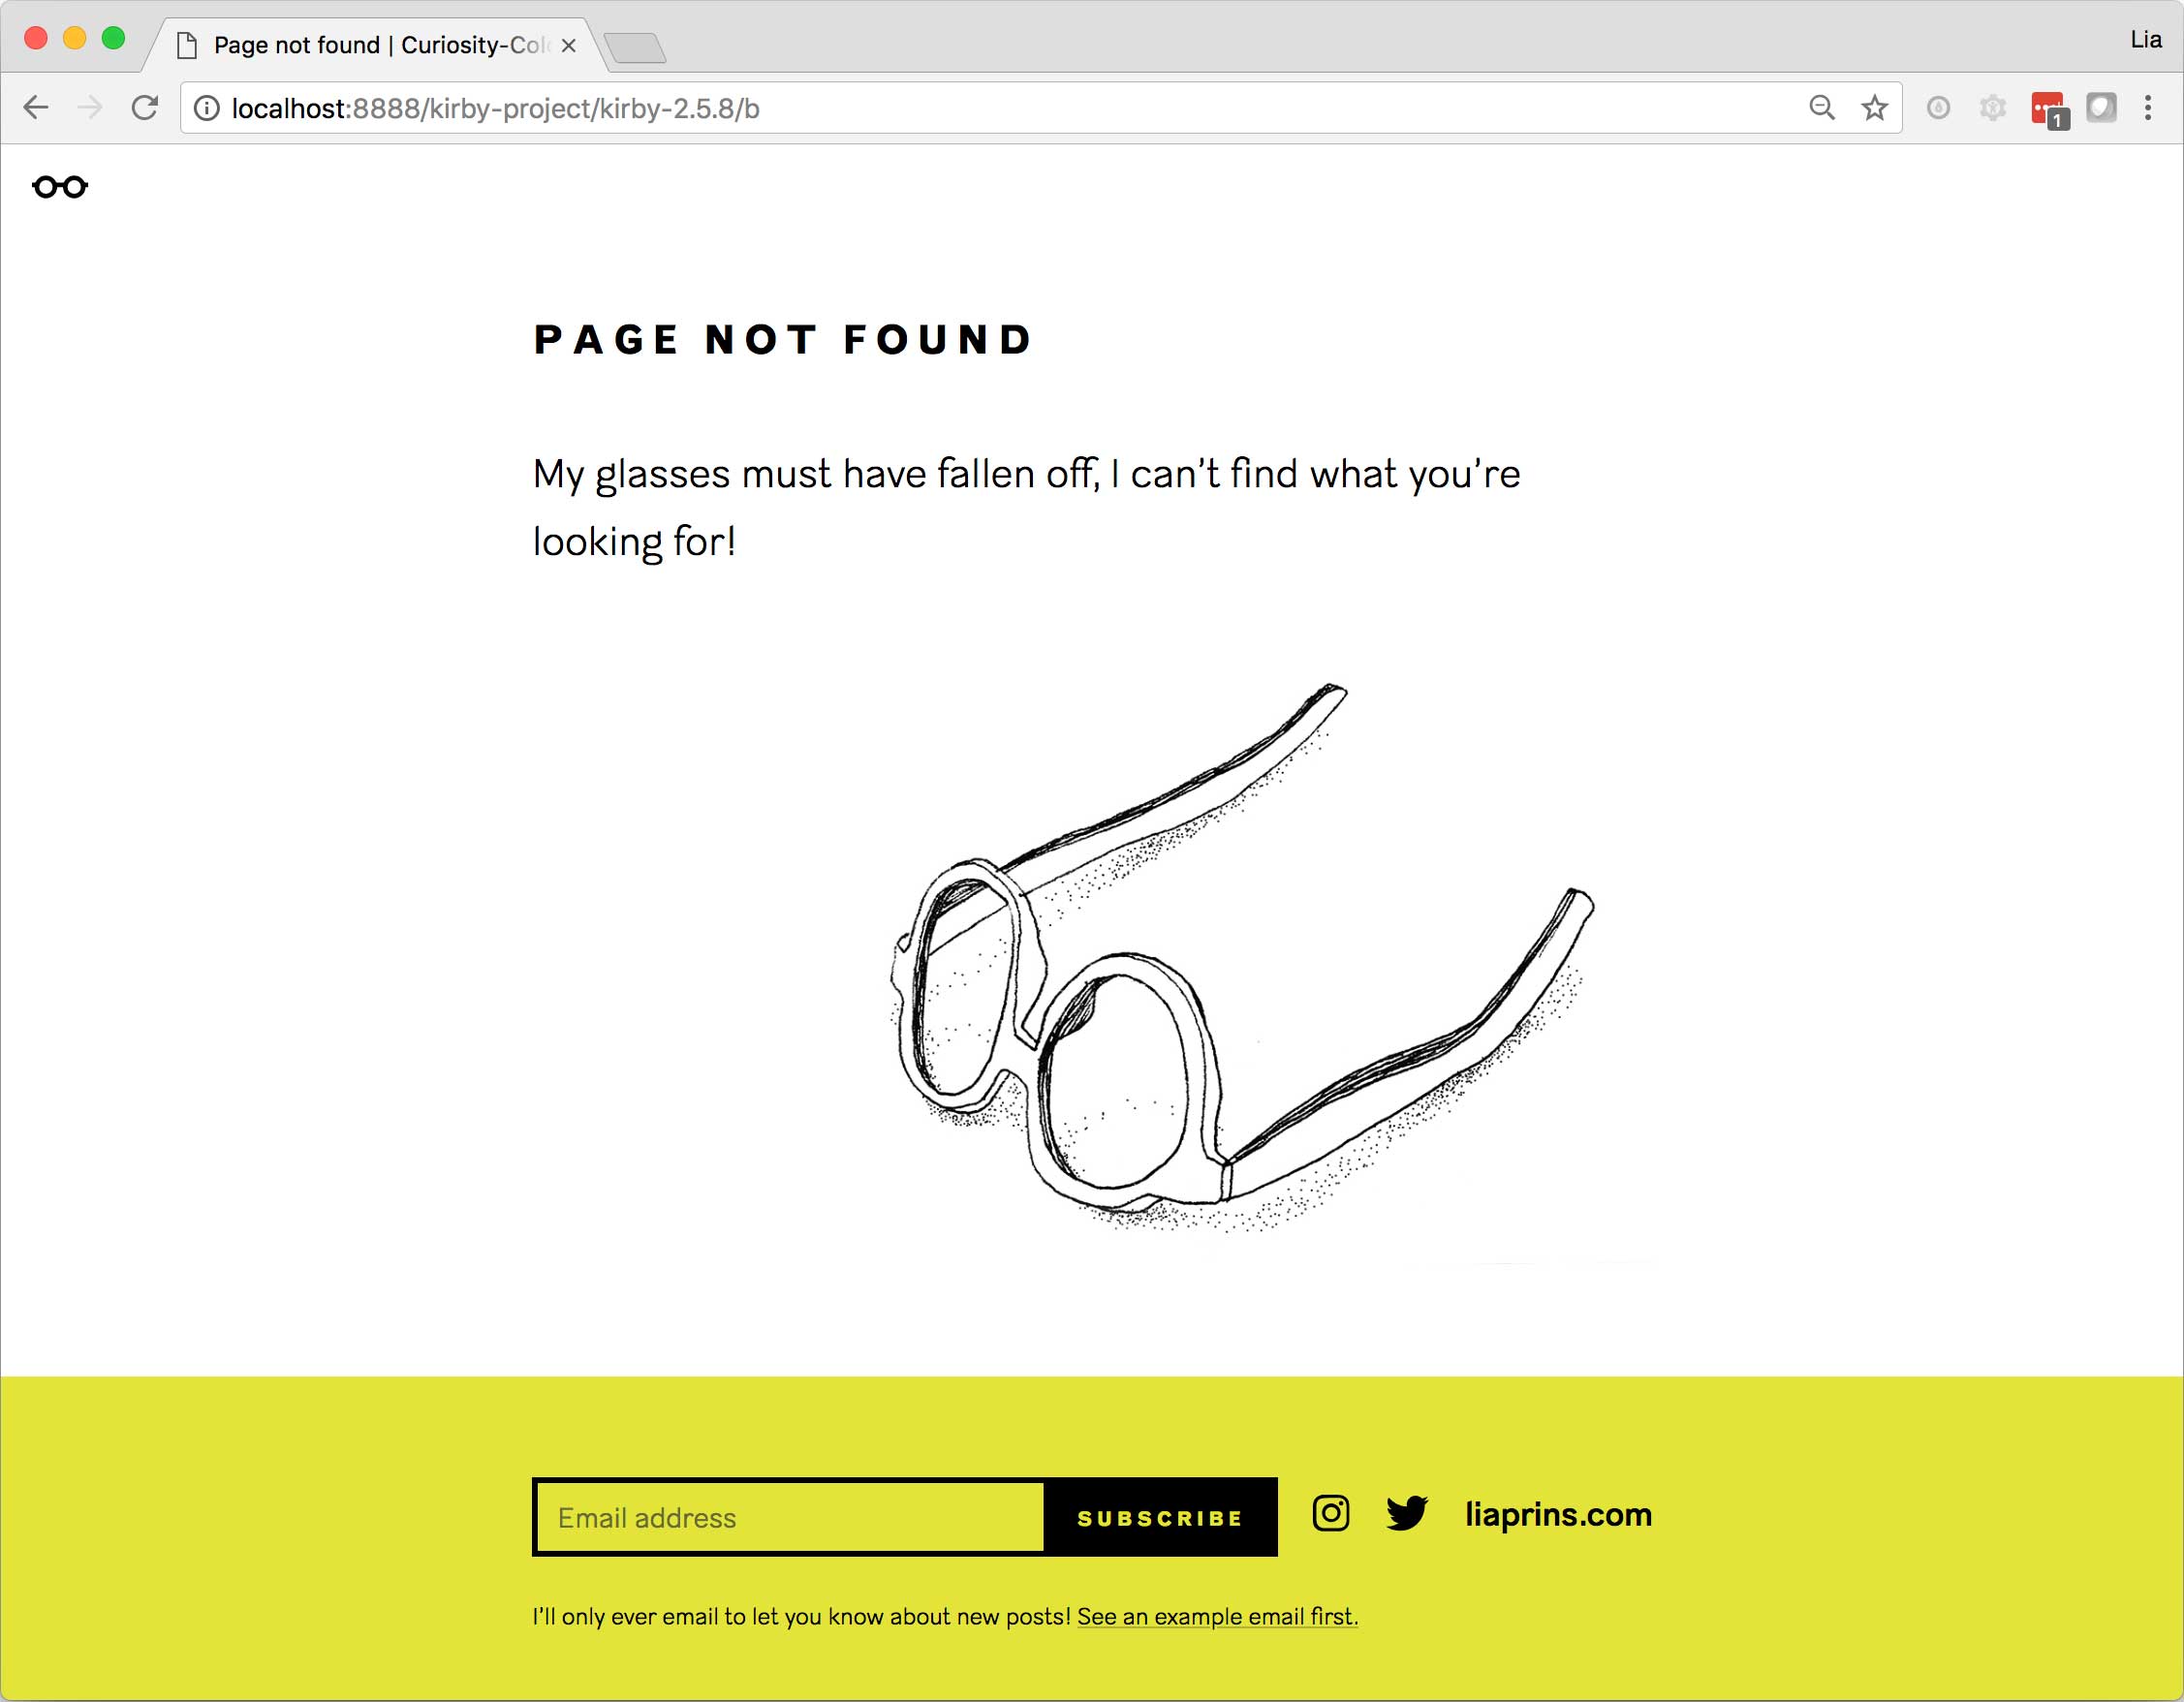 Page not found | Curiosity-Col
Lia
localhost:8888/kirby-project/kirby-2.5.8/b
1
PAGE NOT FOUND
My glasses must have fallen off, I can’t find what you’re
looking for!
Email address
SUBSCRIBE
liaprins.com
I’ll only ever email to let you know about new posts! See an example email first.